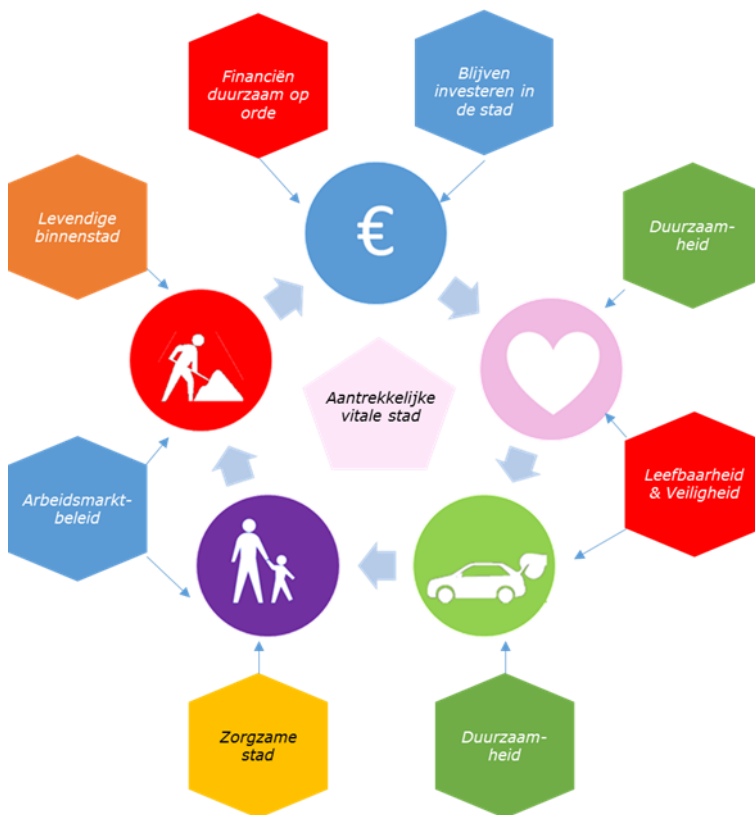 Financiën
duurzaam op
orde
Blijven
investeren in
de stad
Levendige
binnenstad
€
Duurzaam-
heid
Aantrekkelijke
vitale stad
Arbeidsmarkt-
beleid
Leefbaarheid
& Veiligheid
Zorgzame
stad
Duurzaam-
heid